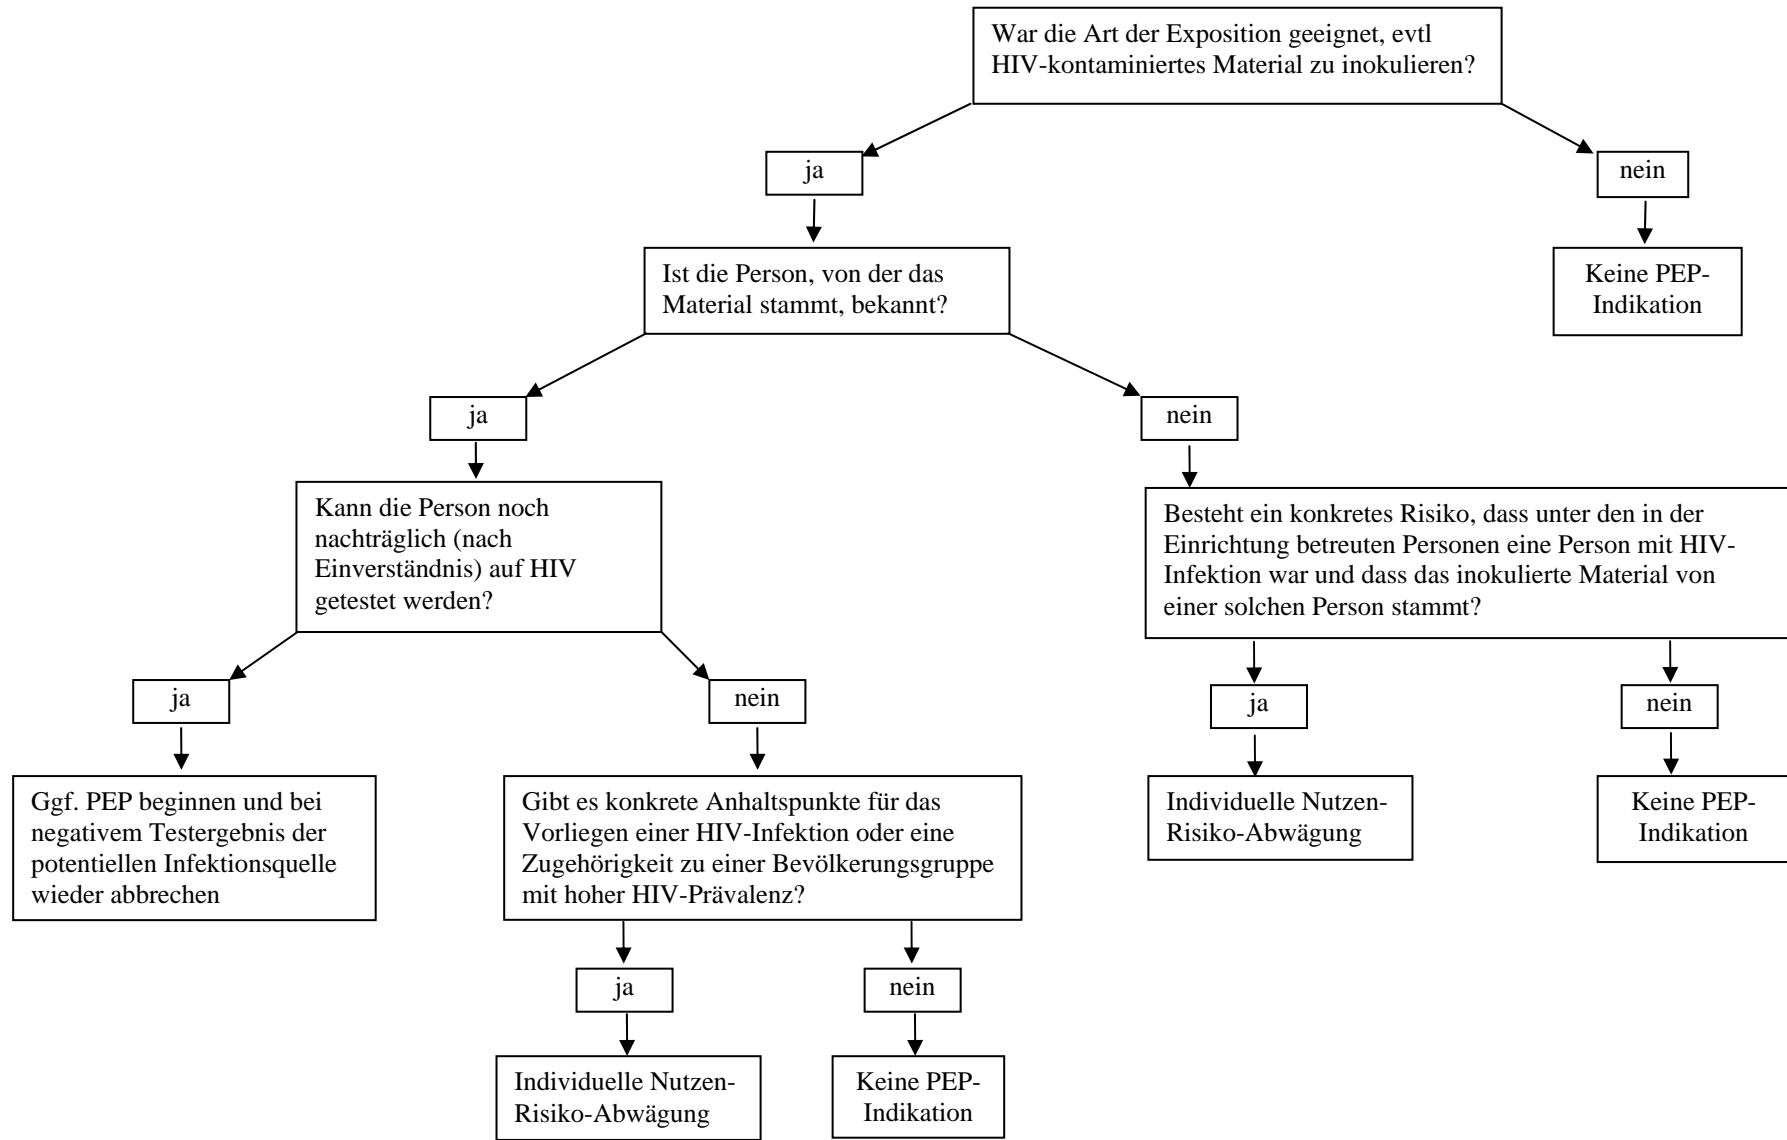 War die Art der Exposition geeignet, evtl
HIV-kontaminiertes Material zu inokulieren?
ja
nein
Ist die Person, von der das
Material stammt, bekannt?
Keine PEP-
Indikation
ja
nein
Kann die Person noch
nachträglich (nach
Einverständnis) auf HIV
getestet werden?
Besteht ein konkretes Risiko, dass unter den in der
Einrichtung betreuten Personen eine Person mit HIV-
Infektion war und dass das inokulierte Material von
einer solchen Person stammt?
ja
nein
ja
nein
Ggf. PEP beginnen und bei
negativem Testergebnis der
potentiellen Infektionsquelle
wieder abbrechen
Gibt es konkrete Anhaltspunkte für das
Vorliegen einer HIV-Infektion oder eine
Zugehörigkeit zu einer Bevölkerungsgruppe
mit hoher HIV-Prävalenz?
Individuelle Nutzen-
Risiko-Abwägung
Keine PEP-
Indikation
ja
nein
Individuelle Nutzen-
Risiko-Abwägung
Keine PEP-
Indikation